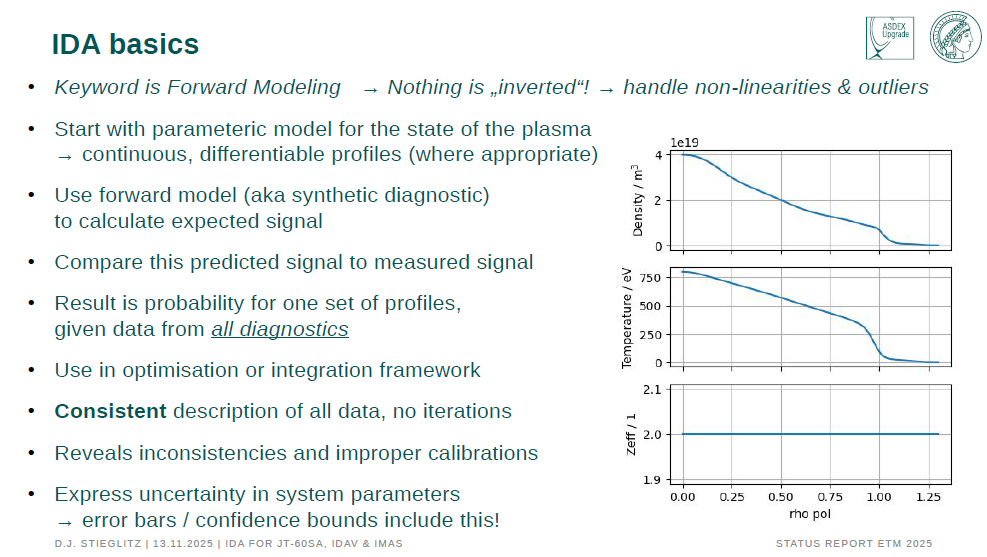 ASDEX
Upgrade
IDA basics
• Keyword is Forward Modeling → Nothing is „inverted“! → handle non-linearities & outliers
• Start with parameteric model for the state of the plasma
→ continuous, differentiable profiles (where appropriate)
• Use forward model (aka synthetic diagnostic)
to calculate expected signal
• Compare this predicted signal to measured signal
• Result is probability for one set of profiles,
given data from all diagnostics
• Use in optimisation or integration framework
• Consistent description of all data, no iterations
• Reveals inconsistencies and improper calibrations
• Express uncertainty in system parameters
→ error bars / confidence bounds include this!
1e19
4
2
0
Density / m³
750
500
250
0
Temperature / eV
2.1
2.0
1.9
Zeff / 1
0.00 0.25 0.50 0.75 1.00 1.25
rho pol
D.J. STIEGLITZ | 13.11.2025 | IDA FOR JT-60SA, IDAV & IMAS
STATUS REPORT ETM 2025